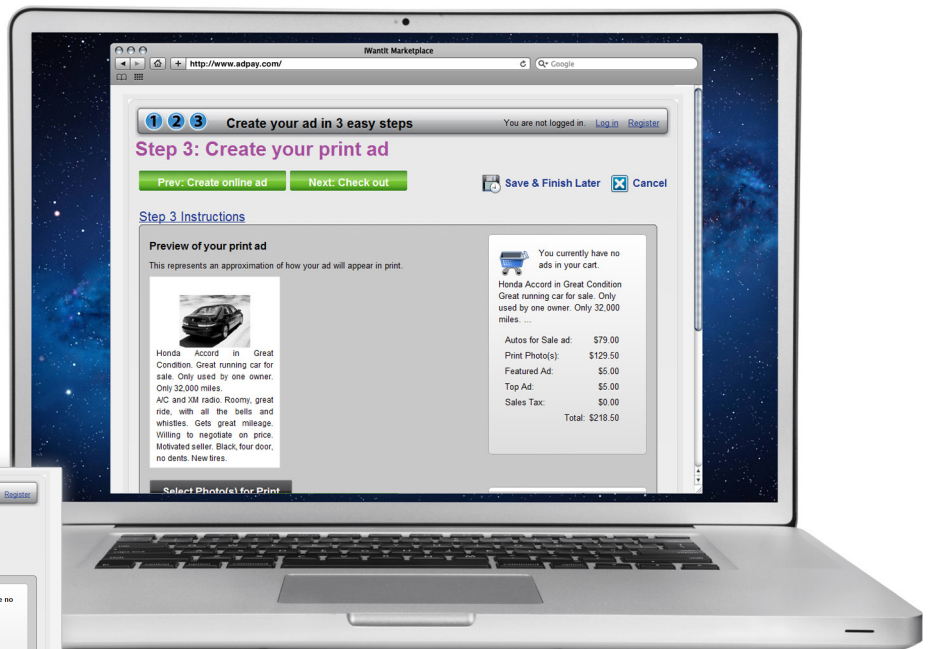 IWantIt Marketplace
http://www.adpay.com/
Google
1 2 3 Create your ad in 3 easy steps You are not logged in. Log in Register
Step 3: Create your print ad
Prev: Create online ad Next: Check out Save & Finish Later Cancel
Step 3 Instructions
Preview of your print ad
This represents an approximation of how your ad will appear in print.
Honda Accord in Great
Condition. Great running car for
sale. Only used by one owner.
Only 32,000 miles.
A/C and XM radio. Roomy, great
ride, with all the bells and
whistles. Gets great mileage.
Willing to negotiate on price.
Motivated seller. Black, four door,
no dents. New tires.
Select Photo(s) for Print
You currently have no
ads in your cart.
Honda Accord in Great Condition
Great running car for sale. Only
used by one owner. Only 32,000
miles. ...
Autos for Sale ad: $79.00
Print Photo(s): $129.50
Featured Ad: $5.00
Top Ad: $5.00
Sales Tax: $0.00
Total: $218.50
Register
e no